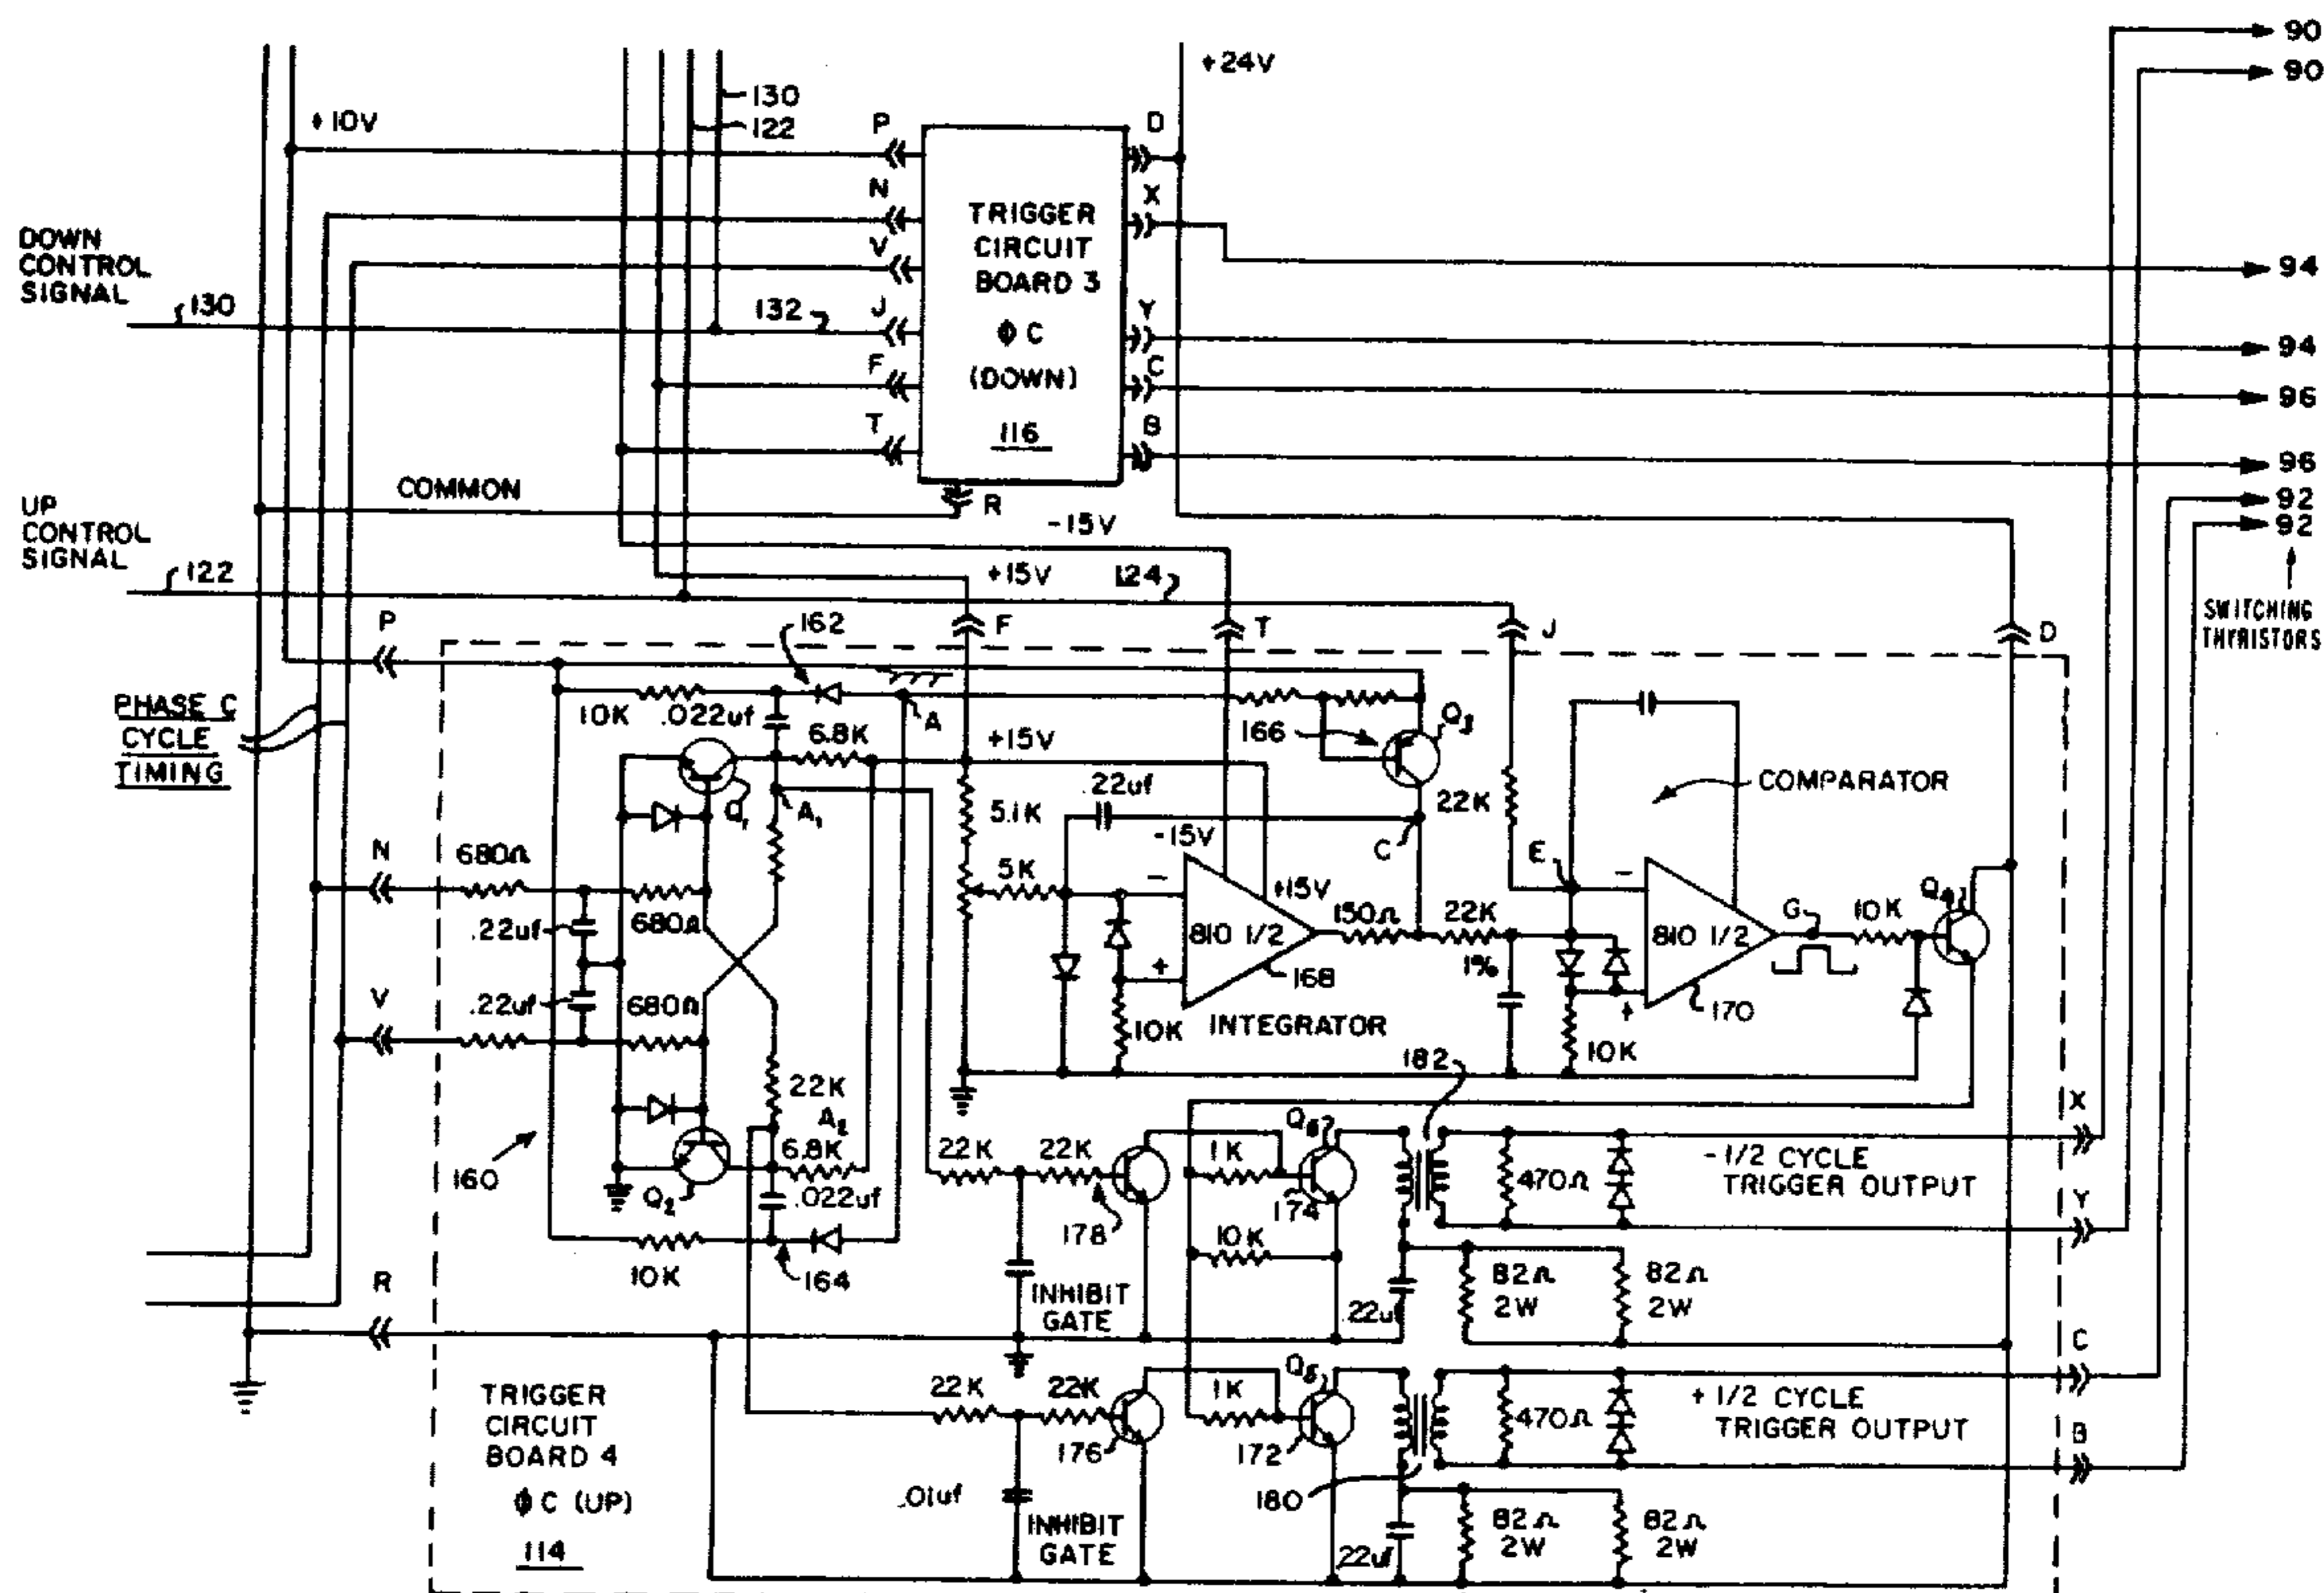 90
90
+24V
130
122
+10V
P
D
N
X
TRIGGER
CIRCUIT
BOARD 3
ϕ C
(DOWN)
116
V
DOWN
CONTROL
SIGNAL
130
132
J
Y
94
94
F
C
96
T
B
96
COMMON
R
92
92
-15V
UP
CONTROL
SIGNAL
122
+15V
124
SWITCHING
THYRISTORS
P
162
F
T
J
D
PHASE C
CYCLE
TIMING
10K
.022uf
A
6.8K
+15V
166
Q3
Q1
A1
5.1K
.22uf
-15V
C
22K
COMPARATOR
N
680Ω
680Ω
5K
-
+15V
E
-
Q4
.22uf
810 1/2
150Ω
22K
1%
810 1/2
G
10K
+
168
+
170
V
.22uf
680Ω
10K
INTEGRATOR
10K
182
22K
A2
6.8K
160
Q2
.022uf
10K
164
22K
22K
178
1K
Q6
174
10K
470Ω
- 1/2 CYCLE
TRIGGER OUTPUT
X
Y
R
INHIBIT
GATE
22uf
82Ω
2W
82Ω
2W
C
TRIGGER
CIRCUIT
BOARD 4
ϕ C (UP)
114
22K
22K
176
1K
Q5
172
470Ω
+ 1/2 CYCLE
TRIGGER OUTPUT
B
180
.01uf
INHIBIT
GATE
22uf
82Ω
2W
82Ω
2W